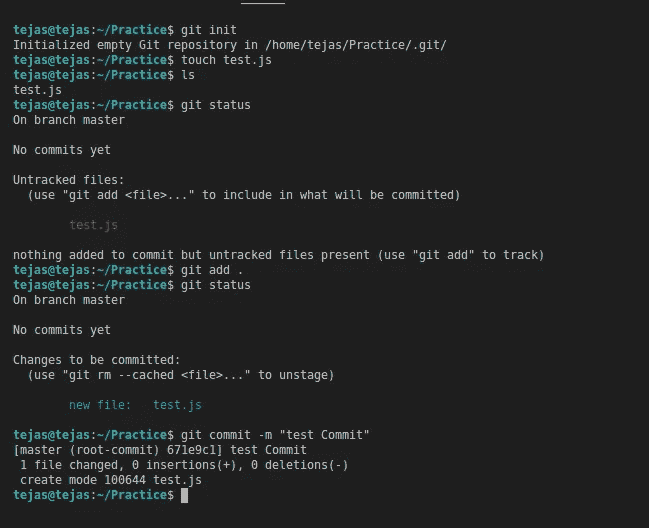 tejas@tejas:~/Practice$ git init
Initialized empty Git repository in /home/tejas/Practice/.git/
tejas@tejas:~/Practice$ touch test.js
tejas@tejas:~/Practice$ ls
test.js
tejas@tejas:~/Practice$ git status
On branch master
No commits yet
Untracked files:
  (use "git add <file>..." to include in what will be committed)
        test.js
nothing added to commit but untracked files present (use "git add" to track)
tejas@tejas:~/Practice$ git add .
tejas@tejas:~/Practice$ git status
On branch master
No commits yet
Changes to be committed:
  (use "git rm --cached <file>..." to unstage)
        new file:   test.js
tejas@tejas:~/Practice$ git commit -m "test Commit"
[master (root-commit) 671e9c1] test Commit
 1 file changed, 0 insertions(+), 0 deletions(-)
 create mode 100644 test.js
tejas@tejas:~/Practice$